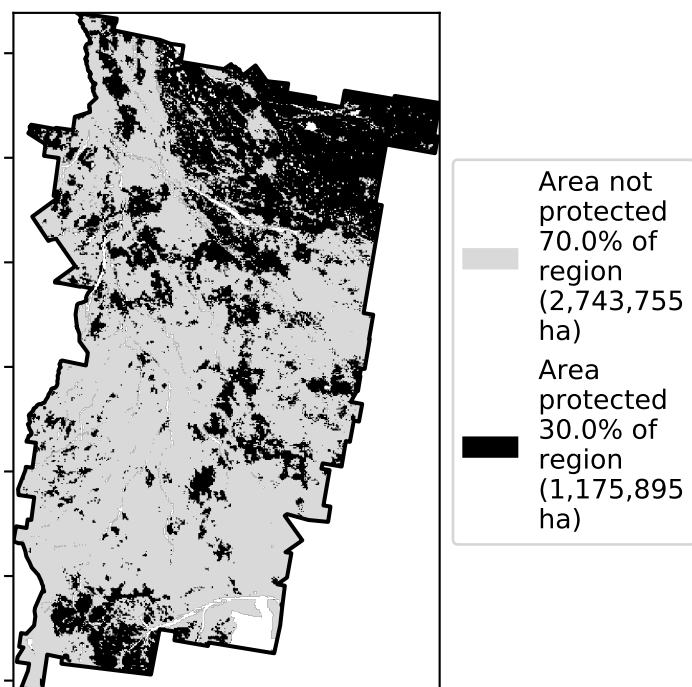 Area not
protected
70.0% of
region
(2,743,755
ha)
Area
protected
30.0% of
region
(1,175,895
ha)